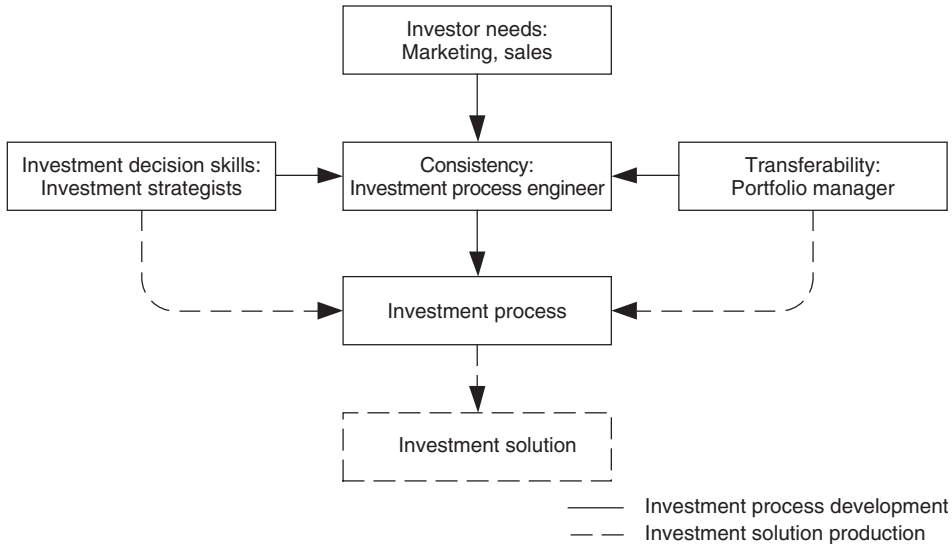 Investor needs:
Marketing, sales
Investment decision skills:
Investment strategists
Consistency:
Investment process engineer
Transferability:
Portfolio manager
Investment process
Investment solution
Investment process development
Investment solution production